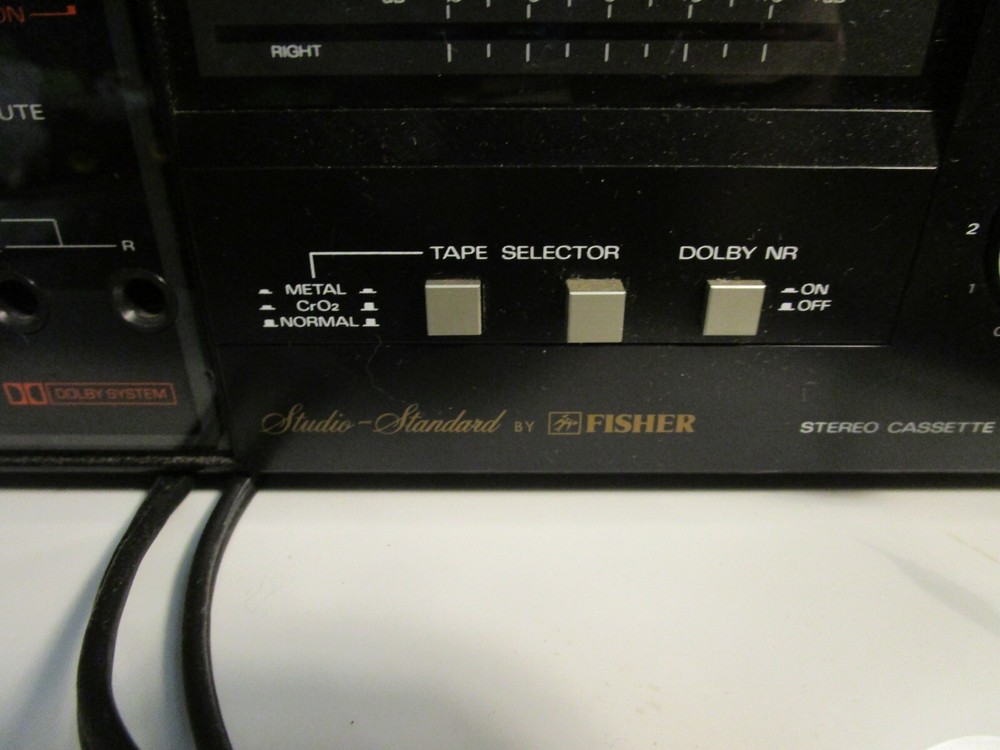 RIGHT
R
TAPE SELECTOR
DOLBY NR
METAL
CrO₂
NORMAL
ON
OFF
2
1
DOLBY SYSTEM
Studio-Standard BY FISHER
STEREO CASSETTE